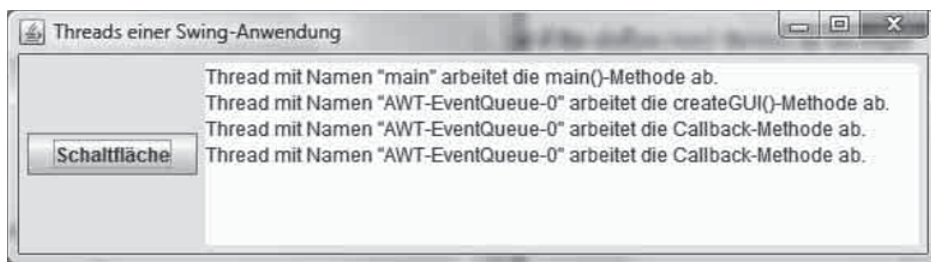 Threads einer Swing-Anwendung
Thread mit Namen "main" arbeitet die main()-Methode ab.
Thread mit Namen "AWT-EventQueue-0" arbeitet die createGUI()-Methode ab.
Thread mit Namen "AWT-EventQueue-0" arbeitet die Callback-Methode ab.
Schaltfläche
Thread mit Namen "AWT-EventQueue-0" arbeitet die Callback-Methode ab.